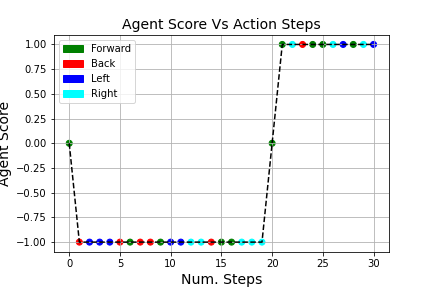 Agent Score Vs Action Steps
Agent Score
1.00
0.75
0.50
0.25
0.00
−0.25
−0.50
−0.75
−1.00
Forward
Back
Left
Right
0 5 10 15 20 25 30
Num. Steps